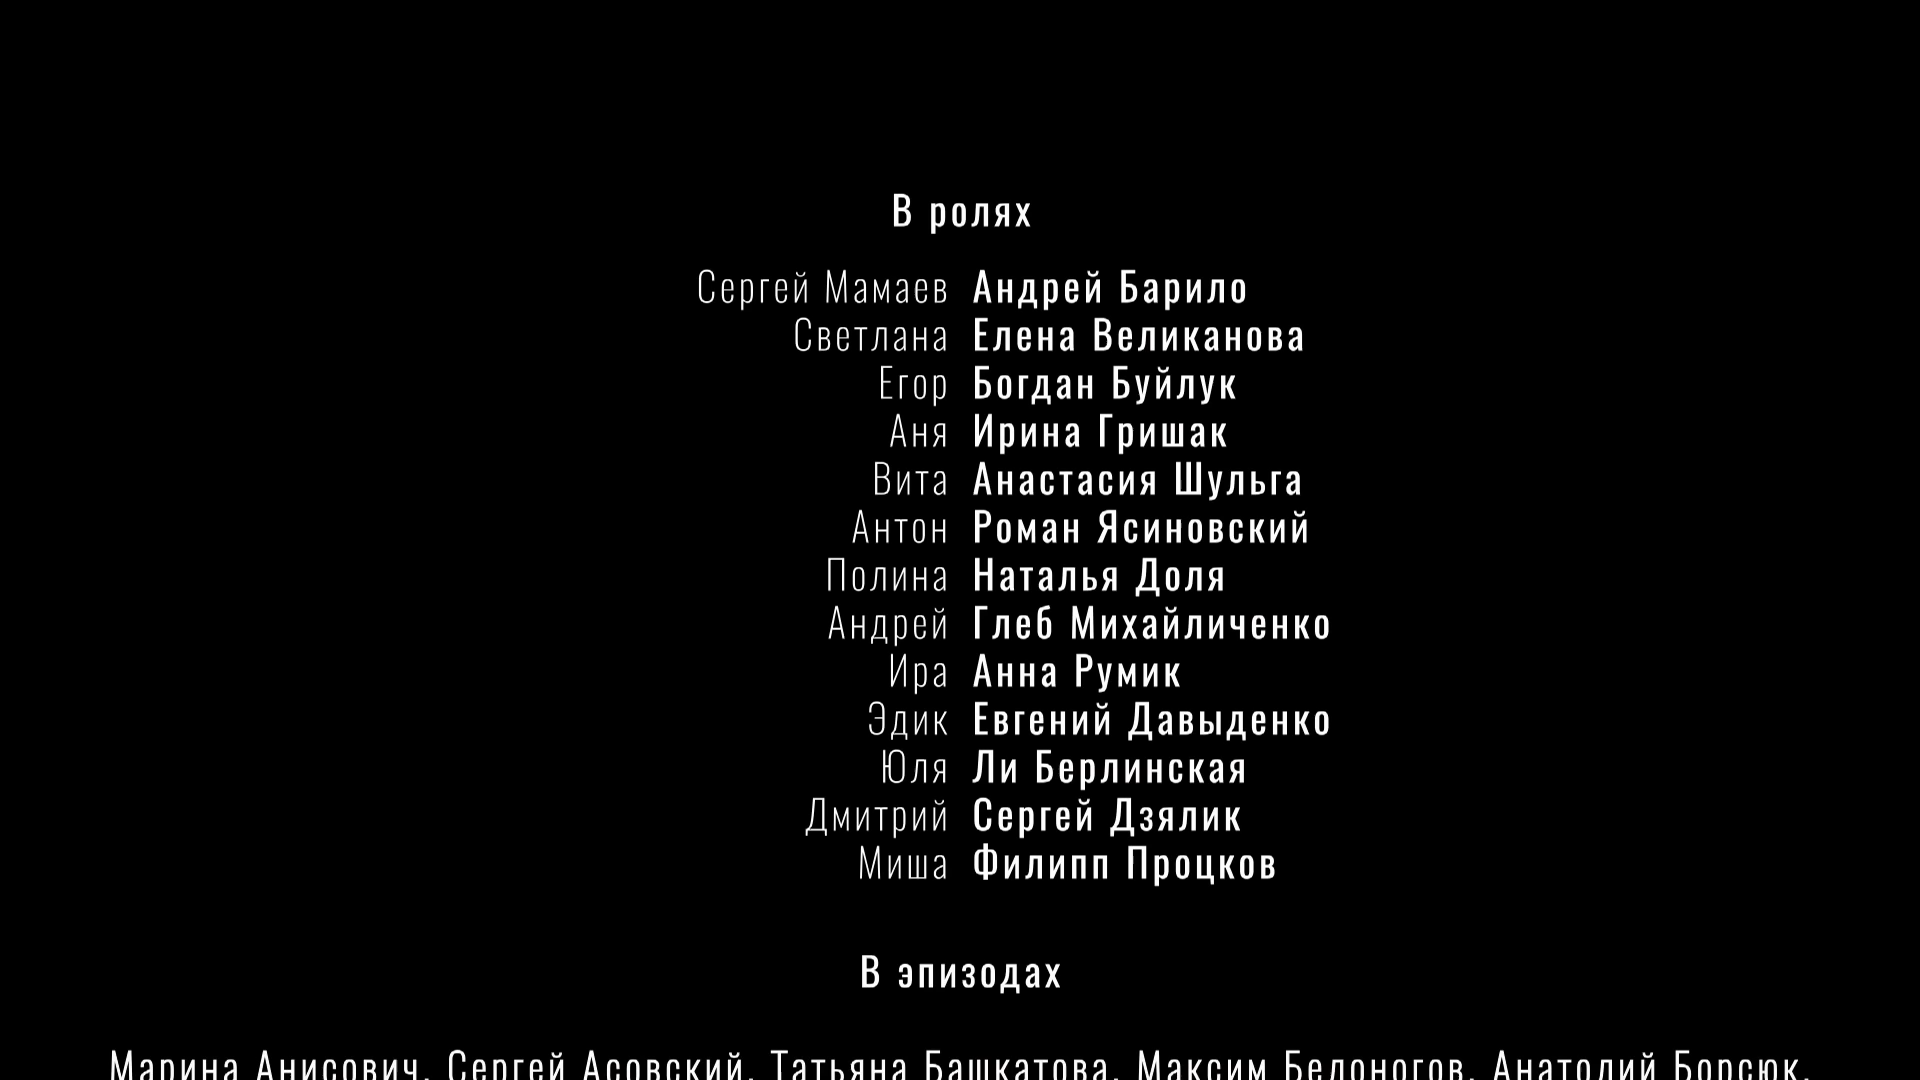 В ролях
Сергей Мамаев Андрей Барило
Светлана Елена Великанова
Егор Богдан Буйлук
Аня Ирина Гришак
Вита Анастасия Шульга
Антон Роман Ясиновский
Полина Наталья Доля
Андрей Глеб Михайличенко
Ира Анна Румик
Эдик Евгений Давыденко
Юля Ли Берлинская
Дмитрий Сергей Дзялик
Миша Филипп Процков
В эпизодах
Марина Анисович, Сергей Асовский, Татьяна Башкатова, Максим Белоногов, Анатолий Борсюк,